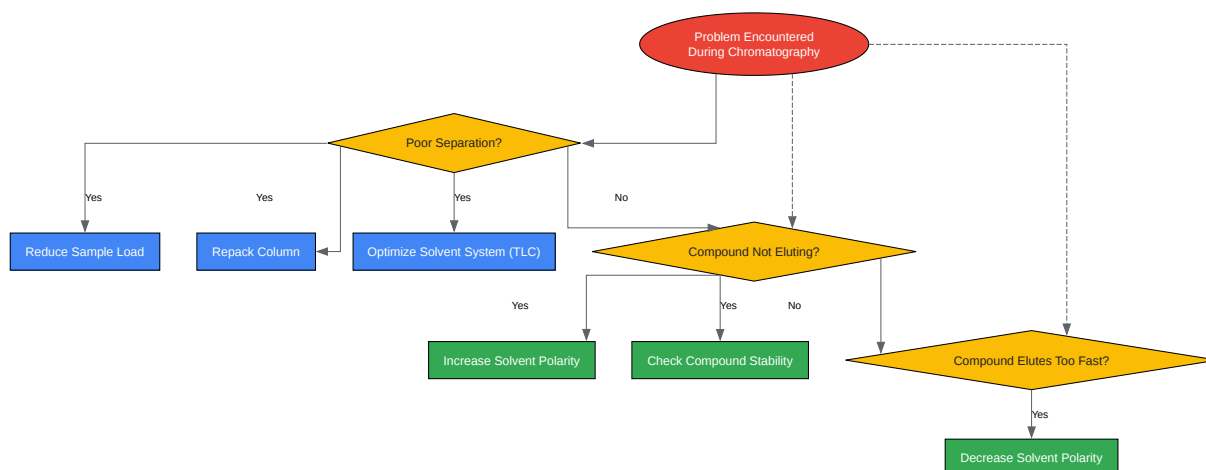 Problem Encountered
During Chromatography
Poor Separation?
Yes
Yes
Yes
No
Reduce Sample Load
Repack Column
Optimize Solvent System (TLC)
Compound Not Eluting?
Yes
Yes
No
Increase Solvent Polarity
Check Compound Stability
Compound Elutes Too Fast?
Yes
Decrease Solvent Polarity